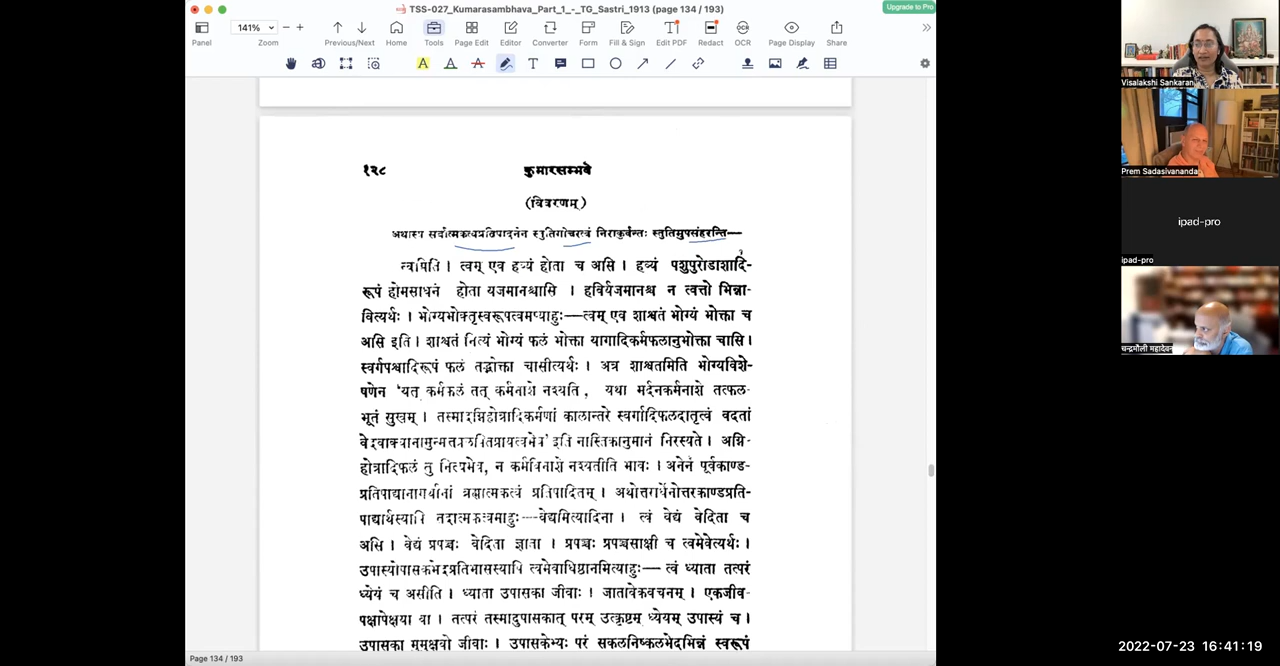 TSS-027_Kumarasambhava_Part_1_-_TG_Sastri_1913 (page 134 / 193)
Upgrade to Pro
141%
Panel Zoom Previous/Next Home Tools Page Edit Editor Converter Form Fill & Sign Edit PDF Redact OCR Page Display Share
१२८ कुमारसम्भवे
(विवरणम्)
अथास्य सर्वात्मकत्वप्रतिपादनेन स्तुतिगोचरत्वं निराकुर्वन्तः स्तुतिमुपसंहरन्ति—
त्वमिति । त्वम् एव हव्यं होता च असि । हव्यं पशुपुरोडाशादि-
रूपं होमसाधनं होता यजमानश्चासि । हविर्यजमानश्च न त्वत्तो भिन्ना-
वित्यर्थः । भोग्यभोक्तृस्वरूपत्वमप्याहुः—त्वम् एव शाश्वतं भोग्यं भोक्ता च
असि इति । शाश्वतं नित्यं भोग्यं फलं भोक्ता यागादिकर्मफलानुभोक्ता चासि ।
स्वर्गपश्वादिरूपं फलं तद्भोक्ता चासीत्यर्थः । अत्र शाश्वतमिति भोग्यविशे-
षणेन 'यत् कर्मफलं तत् कर्मनाशे नश्यति, यथा मर्दनकर्मनाशे तत्फल-
भूतं सुखम् । तस्मादग्निहोत्रादिकर्मणां कालान्तरे स्वर्गादिफलदातृत्वं वदतां
वेदवाक्यानामुन्मत्तप्रलपितप्रायत्वमेव' इति नास्तिकानुमानं निरस्यते । अग्नि-
होत्रादिफलं तु नित्यमेव, न कर्मविनाशे नश्यतीति भावः । अनेन पूर्वकाण्ड-
प्रतिपाद्यानामर्थानां ब्रह्मात्मकत्वं प्रतिपादितम् । अथोत्तरार्धेनोत्तरकाण्डप्रति-
पाद्यार्थस्यापि तदात्मकत्वमाहुः—वेद्यमित्यादिना । त्वं वेद्यं वेदिता च
असि । वेद्यं प्रपञ्चः वेदिता ज्ञाता । प्रपञ्चः प्रपञ्चसाक्षी च त्वमेवेत्यर्थः ।
उपास्योपासकभेदप्रतिभासस्यापि त्वमेवाधिष्ठानमित्याहुः— त्वं ध्याता तत्परं
ध्येयं च असीति । ध्याता उपासका जीवाः । जातावेकवचनम् । एकजीव-
पक्षापेक्षया वा । तत्परं तस्मादुपासकात् परम् उत्कृष्टम् ध्येयम् उपास्यं च ।
उपासका मुमुक्षवो जीवाः । उपासकेभ्यः परं सकलनिष्कलभेदभिन्नं स्वरूपं
Page 134 / 193
Visalakshi Sankaran
Prem Sadasivananda
ipad-pro
ipad-pro
चन्द्रमौली महादेवन
2022-07-23 16:41:19